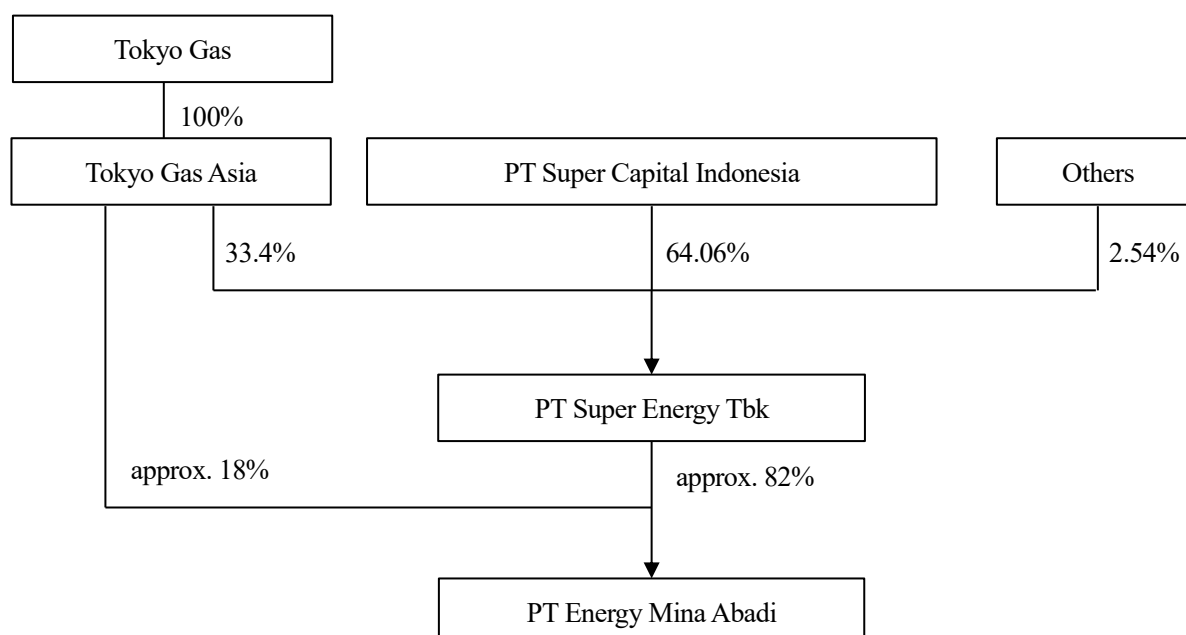 Tokyo Gas
100%
Tokyo Gas Asia
PT Super Capital Indonesia
Others
33.4%
64.06%
2.54%
PT Super Energy Tbk
approx. 18%
approx. 82%
PT Energy Mina Abadi